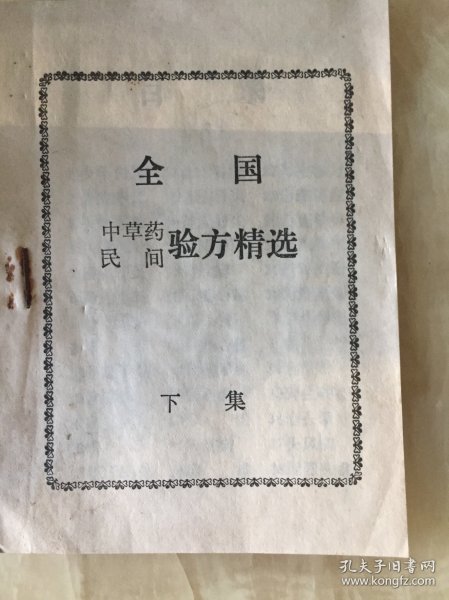 全国
中草药
民间
验方精选
下集
孔夫子旧书网
www.kongfz.com